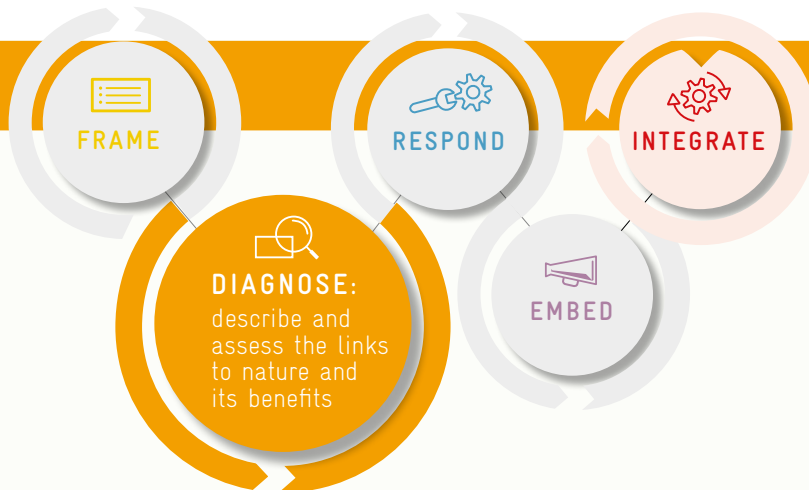 FRAME
DIAGNOSE:
describe and
assess the links
to nature and
its benefits
RESPOND
EMBED
INTEGRATE